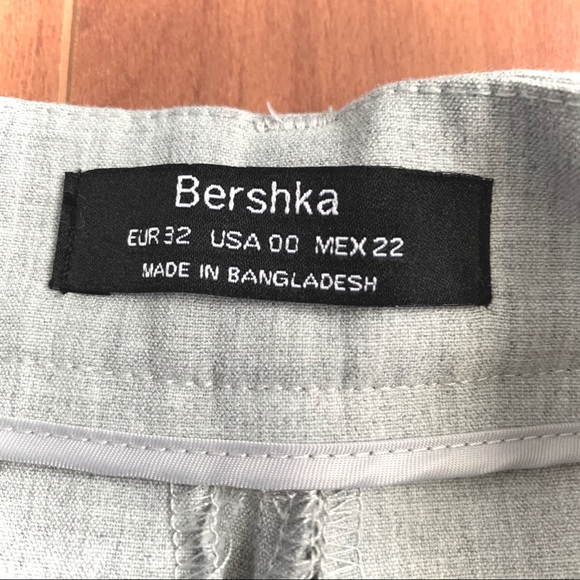 Bershka
EUR 32 USA 00 MEX 22
MADE IN BANGLADESH